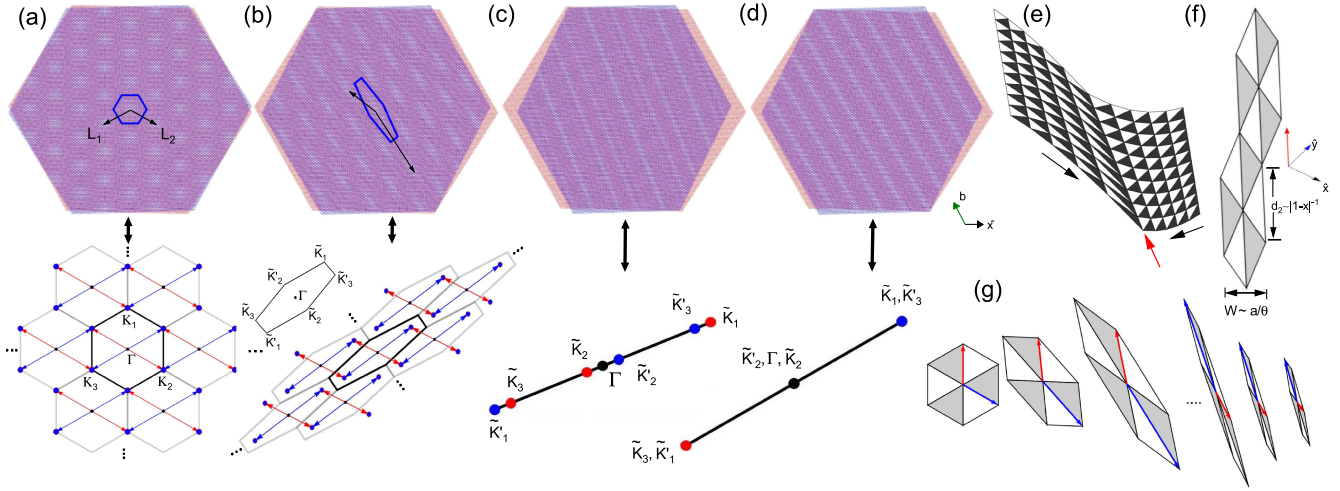 (a)
(b)
(c)
(d)
(e)
(f)
L₁
L₂
b
x̂
ŷ
x̂
d₂~|1-x|⁻¹
W~ a/θ
K₁
Γ
K₃
K₂
K̃₁
K̃'₂
K̃'₃
Γ
K̃₃
K̃₂
K̃'₁
K̃'₃
K̃₁
K̃₂
Γ
K̃'₂
K̃₃
K̃'₁
K̃₁,K̃'₃
K̃'₂,Γ,K̃₂
K̃₃,K̃'₁
(g)